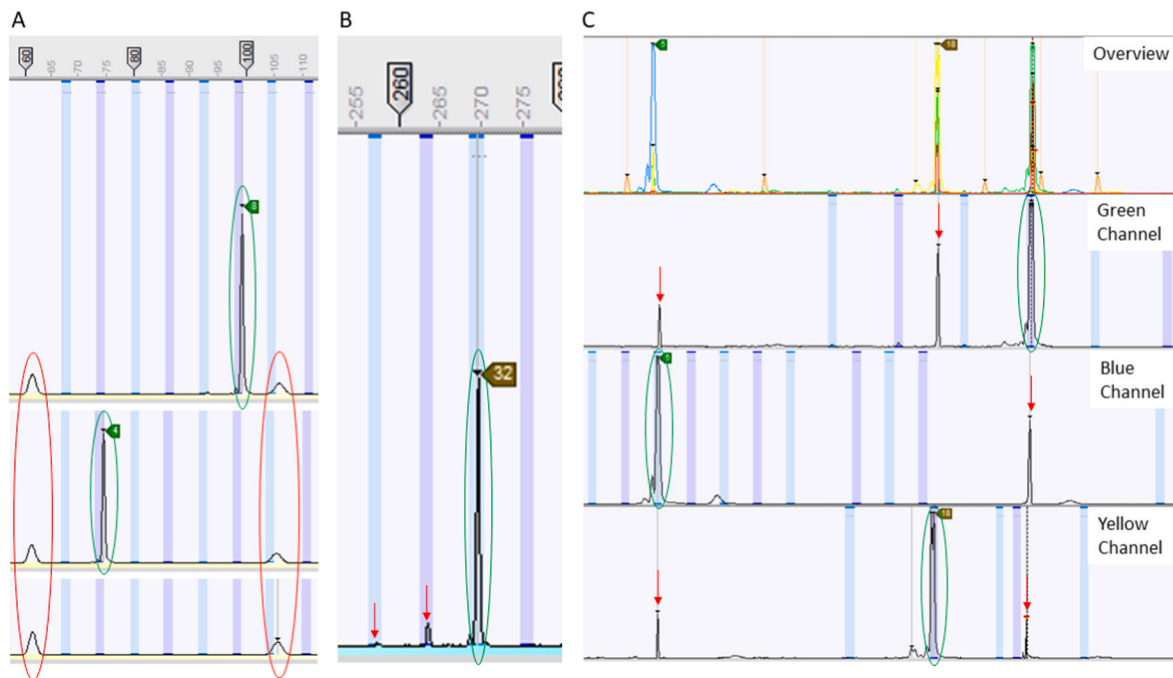 A
60 -65 -70 -75 80 -85 -90 -95 100 -105 -110
8
4
B
-255 260 -265 -270 -275
32
C
Overview
5
18
Green
Channel
Blue
Channel
5
Yellow
Channel
18